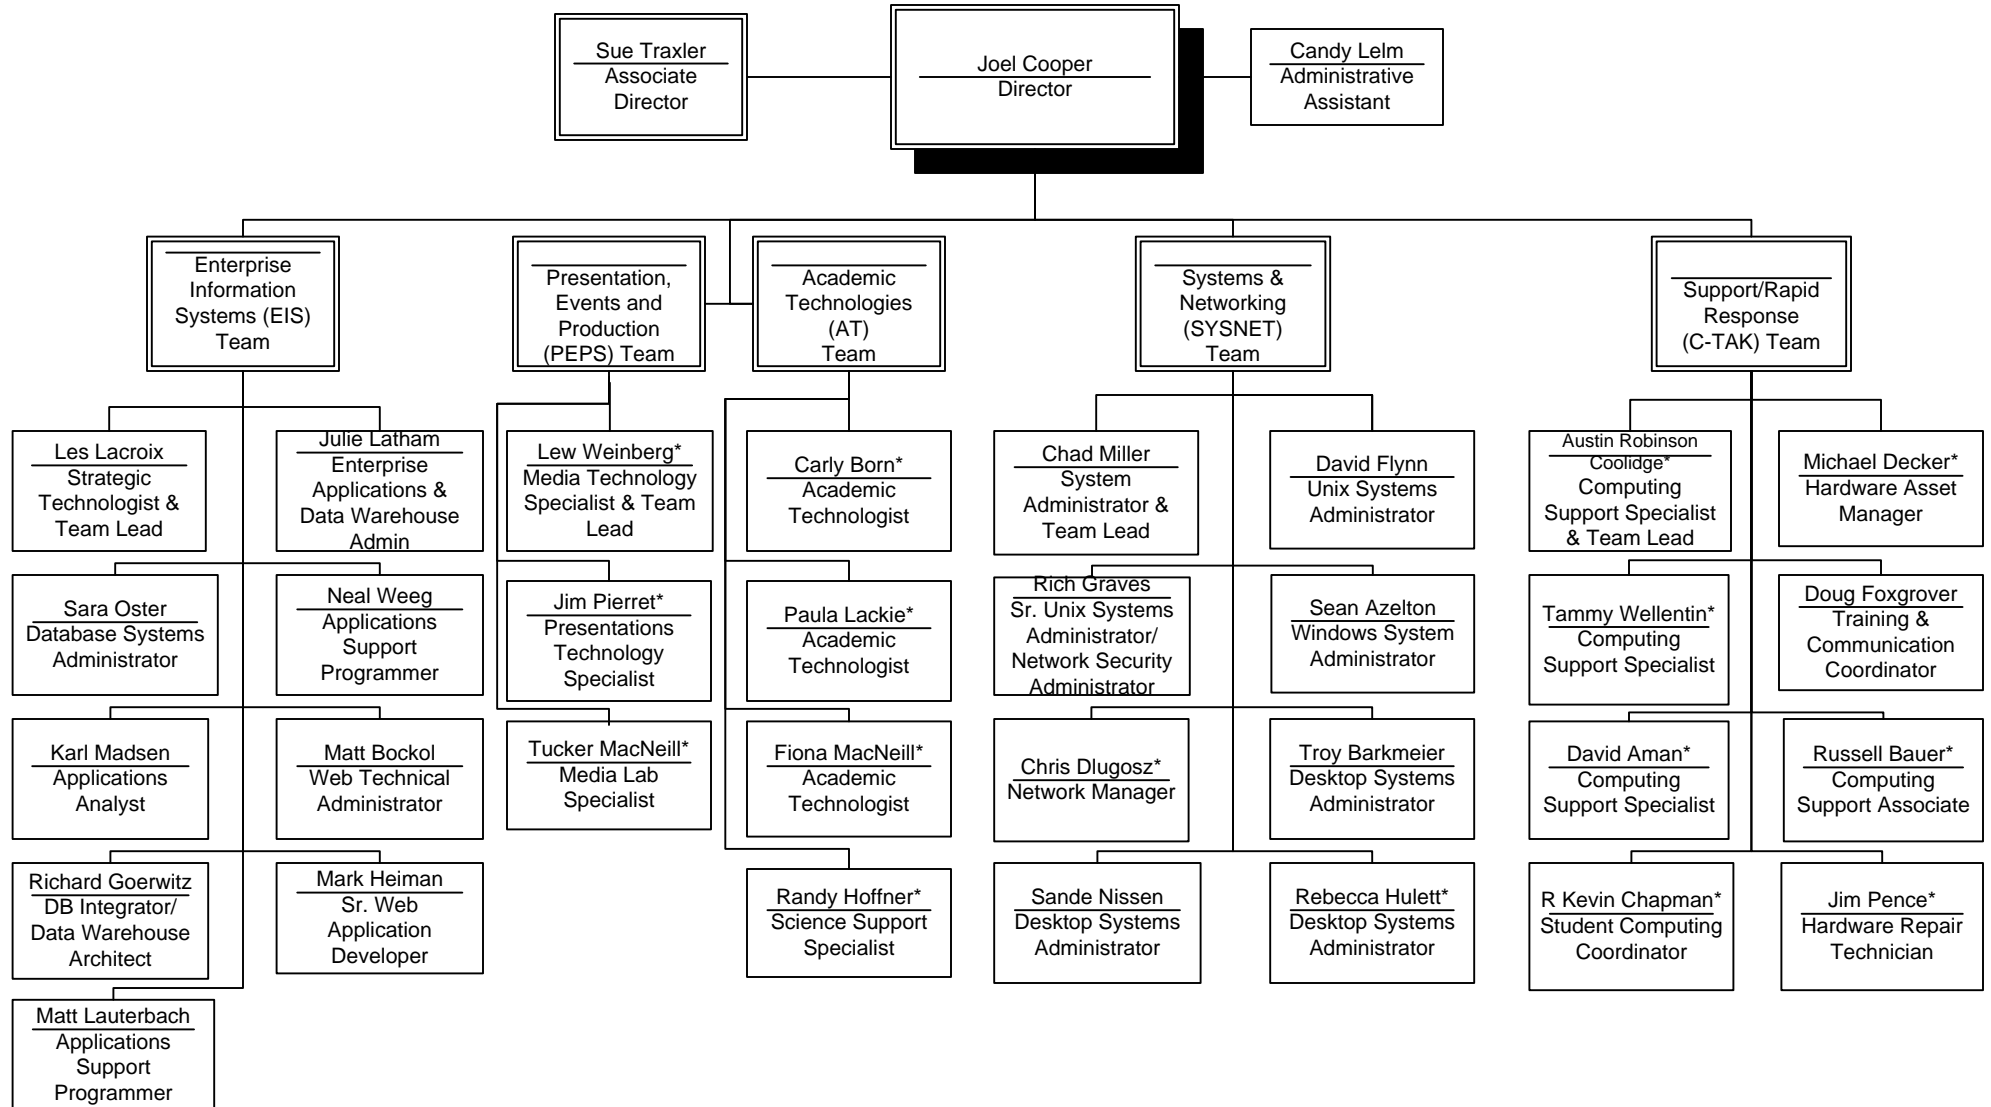 Sue Traxler
Associate
Director
Joel Cooper
Director
Candy Lelm
Administrative
Assistant
Enterprise
Information
Systems (EIS)
Team
Presentation,
Events and
Production
(PEPS) Team
Academic
Technologies
(AT)
Team
Systems &
Networking
(SYSNET)
Team
Support/Rapid
Response
(C-TAK) Team
Les Lacroix
Strategic
Technologist &
Team Lead
Julie Latham
Enterprise
Applications &
Data Warehouse
Admin
Lew Weinberg*
Media Technology
Specialist & Team
Lead
Carly Born*
Academic
Technologist
Chad Miller
System
Administrator &
Team Lead
David Flynn
Unix Systems
Administrator
Austin Robinson
Coolidge*
Computing
Support Specialist
& Team Lead
Michael Decker*
Hardware Asset
Manager
Sara Oster
Database Systems
Administrator
Neal Weeg
Applications
Support
Programmer
Jim Pierret*
Presentations
Technology
Specialist
Paula Lackie*
Academic
Technologist
Rich Graves
Sr. Unix Systems
Administrator/
Network Security
Administrator
Sean Azelton
Windows System
Administrator
Tammy Wellentin*
Computing
Support Specialist
Doug Foxgrover
Training &
Communication
Coordinator
Karl Madsen
Applications
Analyst
Matt Bockol
Web Technical
Administrator
Tucker MacNeill*
Media Lab
Specialist
Fiona MacNeill*
Academic
Technologist
Chris Dlugosz*
Network Manager
Troy Barkmeier
Desktop Systems
Administrator
David Aman*
Computing
Support Specialist
Russell Bauer*
Computing
Support Associate
Richard Goerwitz
DB Integrator/
Data Warehouse
Architect
Mark Heiman
Sr. Web
Application
Developer
Randy Hoffner*
Science Support
Specialist
Sande Nissen
Desktop Systems
Administrator
Rebecca Hulett*
Desktop Systems
Administrator
R Kevin Chapman*
Student Computing
Coordinator
Jim Pence*
Hardware Repair
Technician
Matt Lauterbach
Applications
Support
Programmer